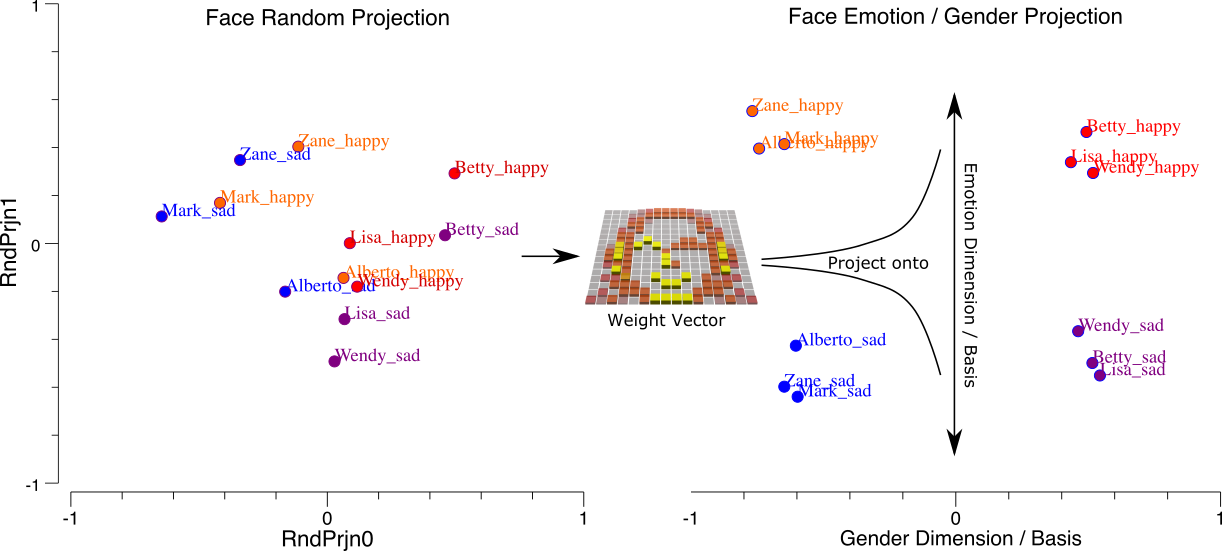 Face Random Projection
Face Emotion / Gender Projection
1
0
-1
RndPrjn1
Zane_happy
Zane_sad
Mark_happy
Mark_sad
Betty_happy
Betty_sad
Lisa_happy
Alberto_happy
Alberto_sad
Wendy_happy
Lisa_sad
Wendy_sad
-1
0
1
RndPrjn0
Weight Vector
Project onto
Emotion Dimension / Basis
Zane_happy
Mark_happy
Alberto_happy
Betty_happy
Lisa_happy
Wendy_happy
Alberto_sad
Zane_sad
Mark_sad
Wendy_sad
Betty_sad
Lisa_sad
-1
0
1
Gender Dimension / Basis